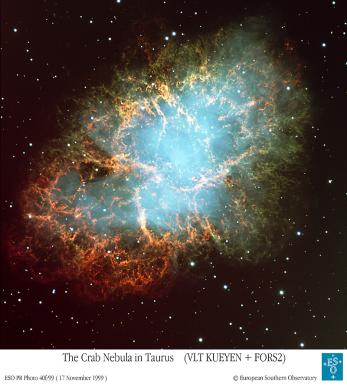 The Crab Nebula in Taurus (VLT KUEYEN + FORS2)
ESO PR Photo 40f/99 ( 17 November 1999 )
© European Southern Observatory
ES
O